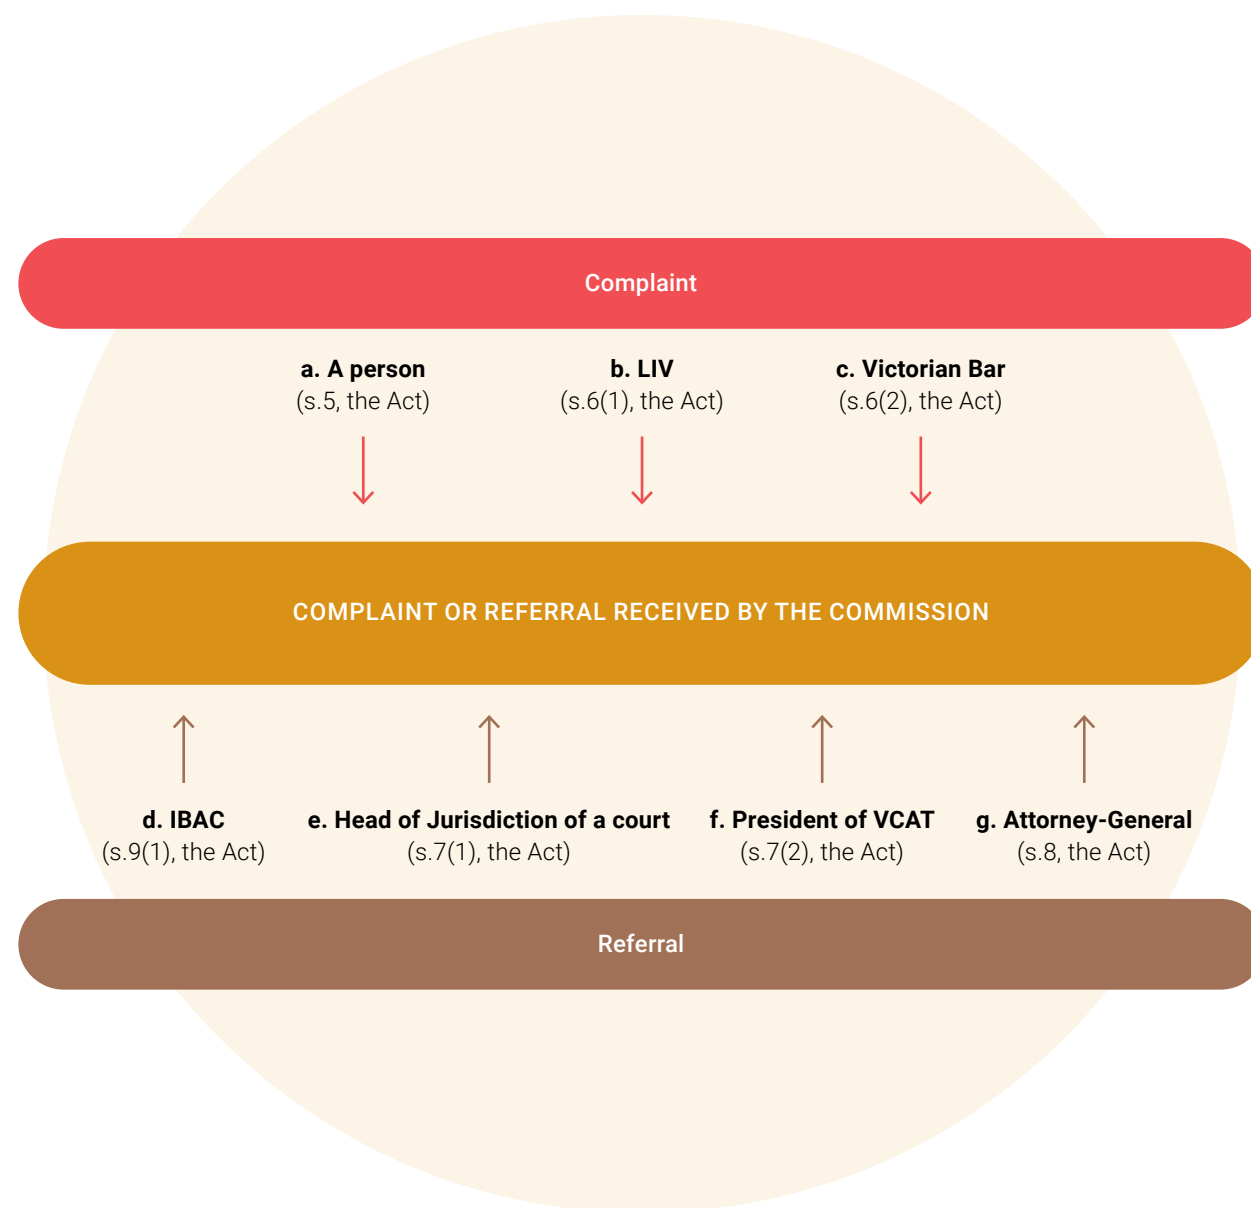 Complaint
a. A person
(s.5, the Act)
b. LIV
(s.6(1), the Act)
c. Victorian Bar
(s.6(2), the Act)
COMPLAINT OR REFERRAL RECEIVED BY THE COMMISSION
d. IBAC
(s.9(1), the Act)
e. Head of Jurisdiction of a court
(s.7(1), the Act)
f. President of VCAT
(s.7(2), the Act)
g. Attorney-General
(s.8, the Act)
Referral